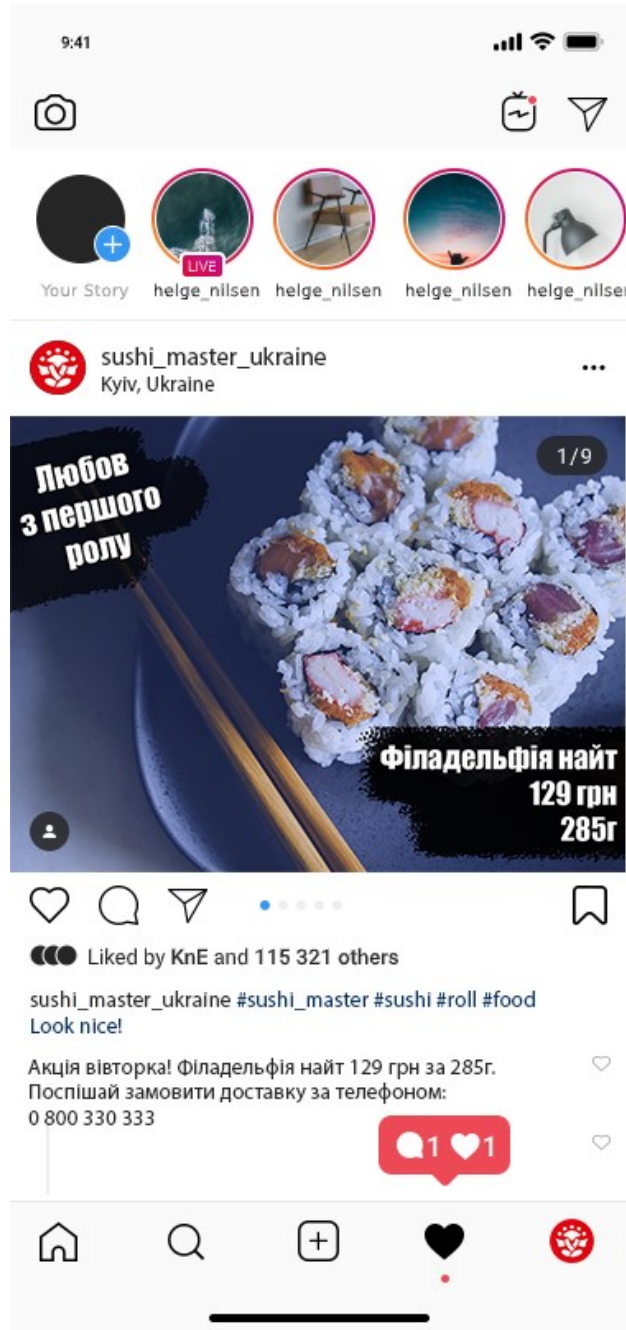 9:41
LIVE
Your Story
helge_nilsen
helge_nilsen
helge_nilsen
helge_nilse
sushi_master_ukraine
Kyiv, Ukraine
1/9
Любов
з першого
ролу
Філадельфія найт
129 грн
285г
Liked by KnE and 115 321 others
sushi_master_ukraine #sushi_master #sushi #roll #food
Look nice!
Акція вівторка! Філадельфія найт 129 грн за 285г.
Поспішай замовити доставку за телефоном:
0 800 330 333
1 1